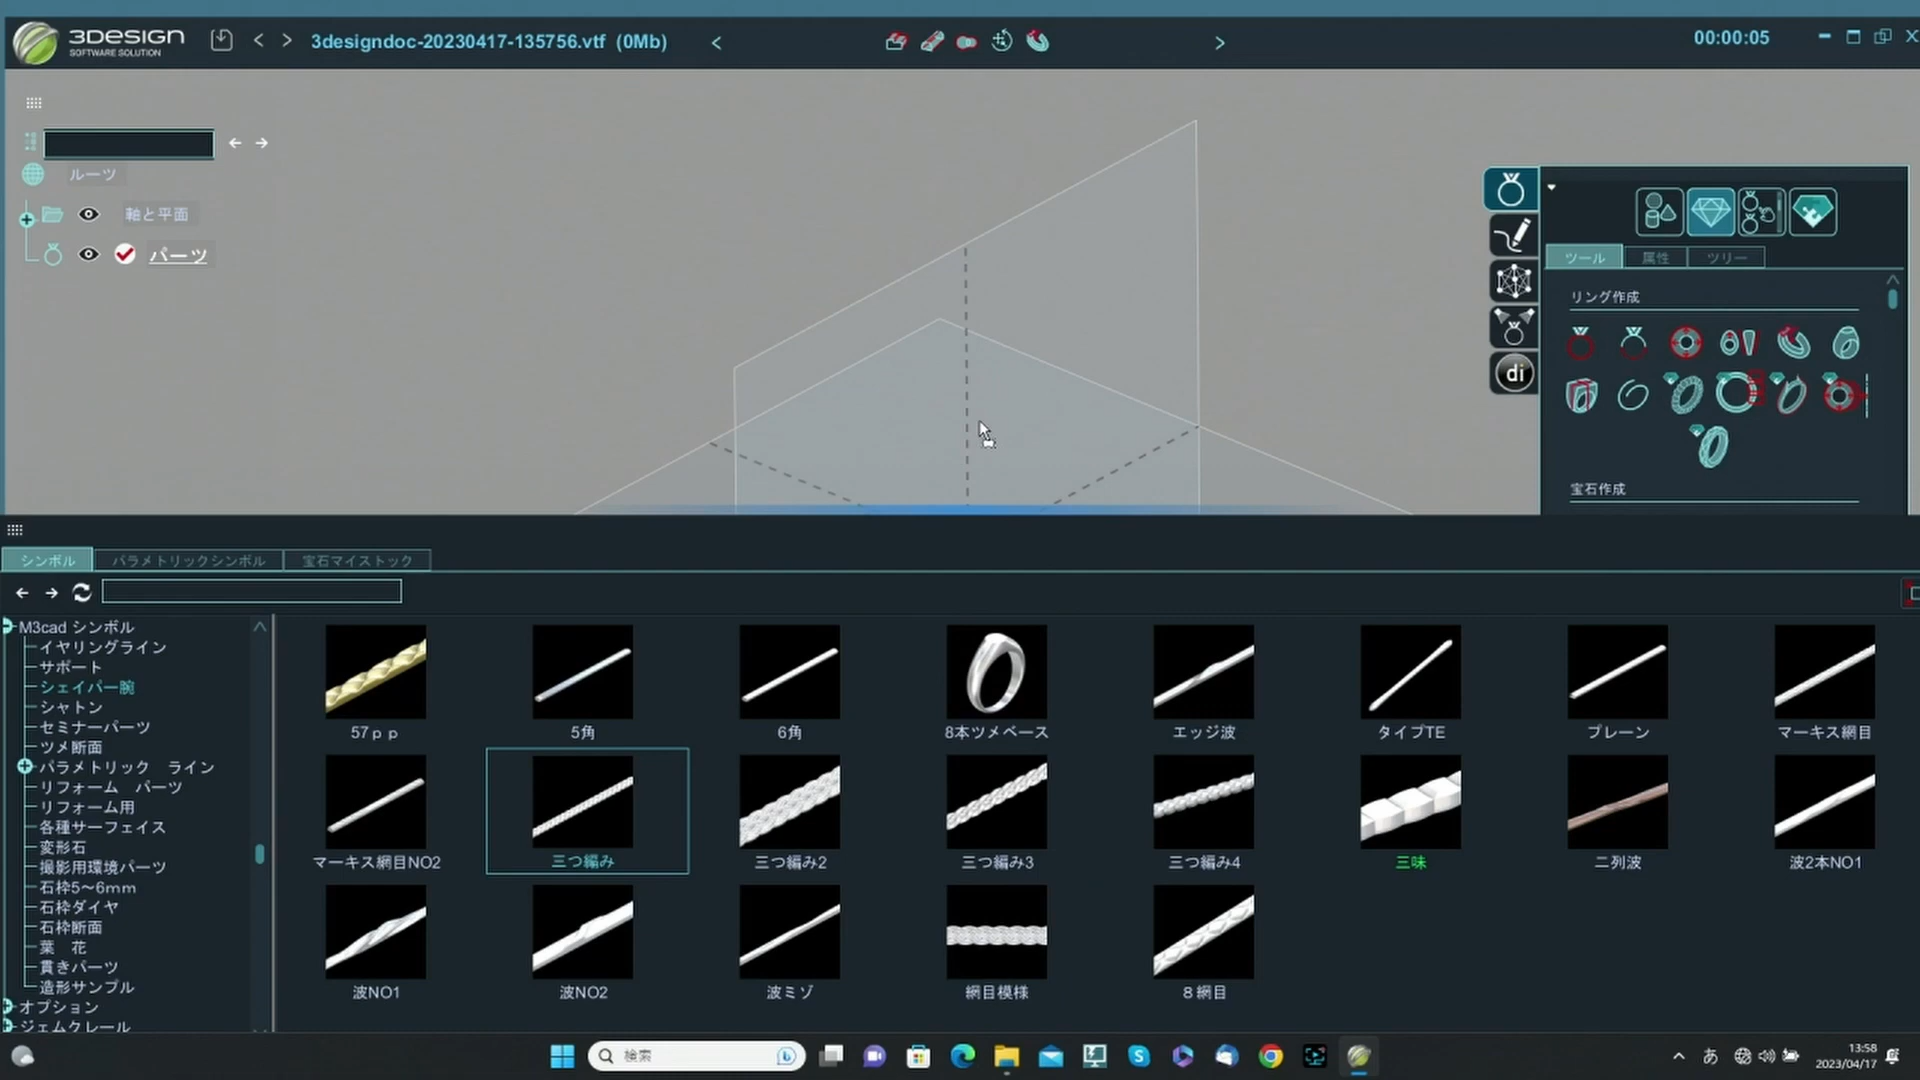 3DESIGN
SOFTWARE SOLUTION
3designdoc-20230417-135756.vtf (0Mb)
00:00:05
ルーツ
軸と平面
パーツ
ツール 属性 ツリー
リング作成
宝石作成
di
シンボル パラメトリックシンボル 宝石マイストック
M3cad シンボル
イヤリングライン
サポート
シェイパー腕
シャトン
セミナーパーツ
ツメ断面
パラメトリック ライン
リフォーム パーツ
リフォーム用
各種サーフェイス
変形石
撮影用環境パーツ
石枠5〜6mm
石枠ダイヤ
石枠断面
葉 花
貫きパーツ
造形サンプル
オプション
ジェムクレール
57pp 5角 6角 8本ツメベース エッジ波 タイプTE プレーン マーキス網目
マーキス網目NO2 三つ編み 三つ編み2 三つ編み3 三つ編み4 三味 二列波 波2本NO1
波NO1 波NO2 波ミゾ 網目模様 8網目
検索
あ
13:58
2023/04/17